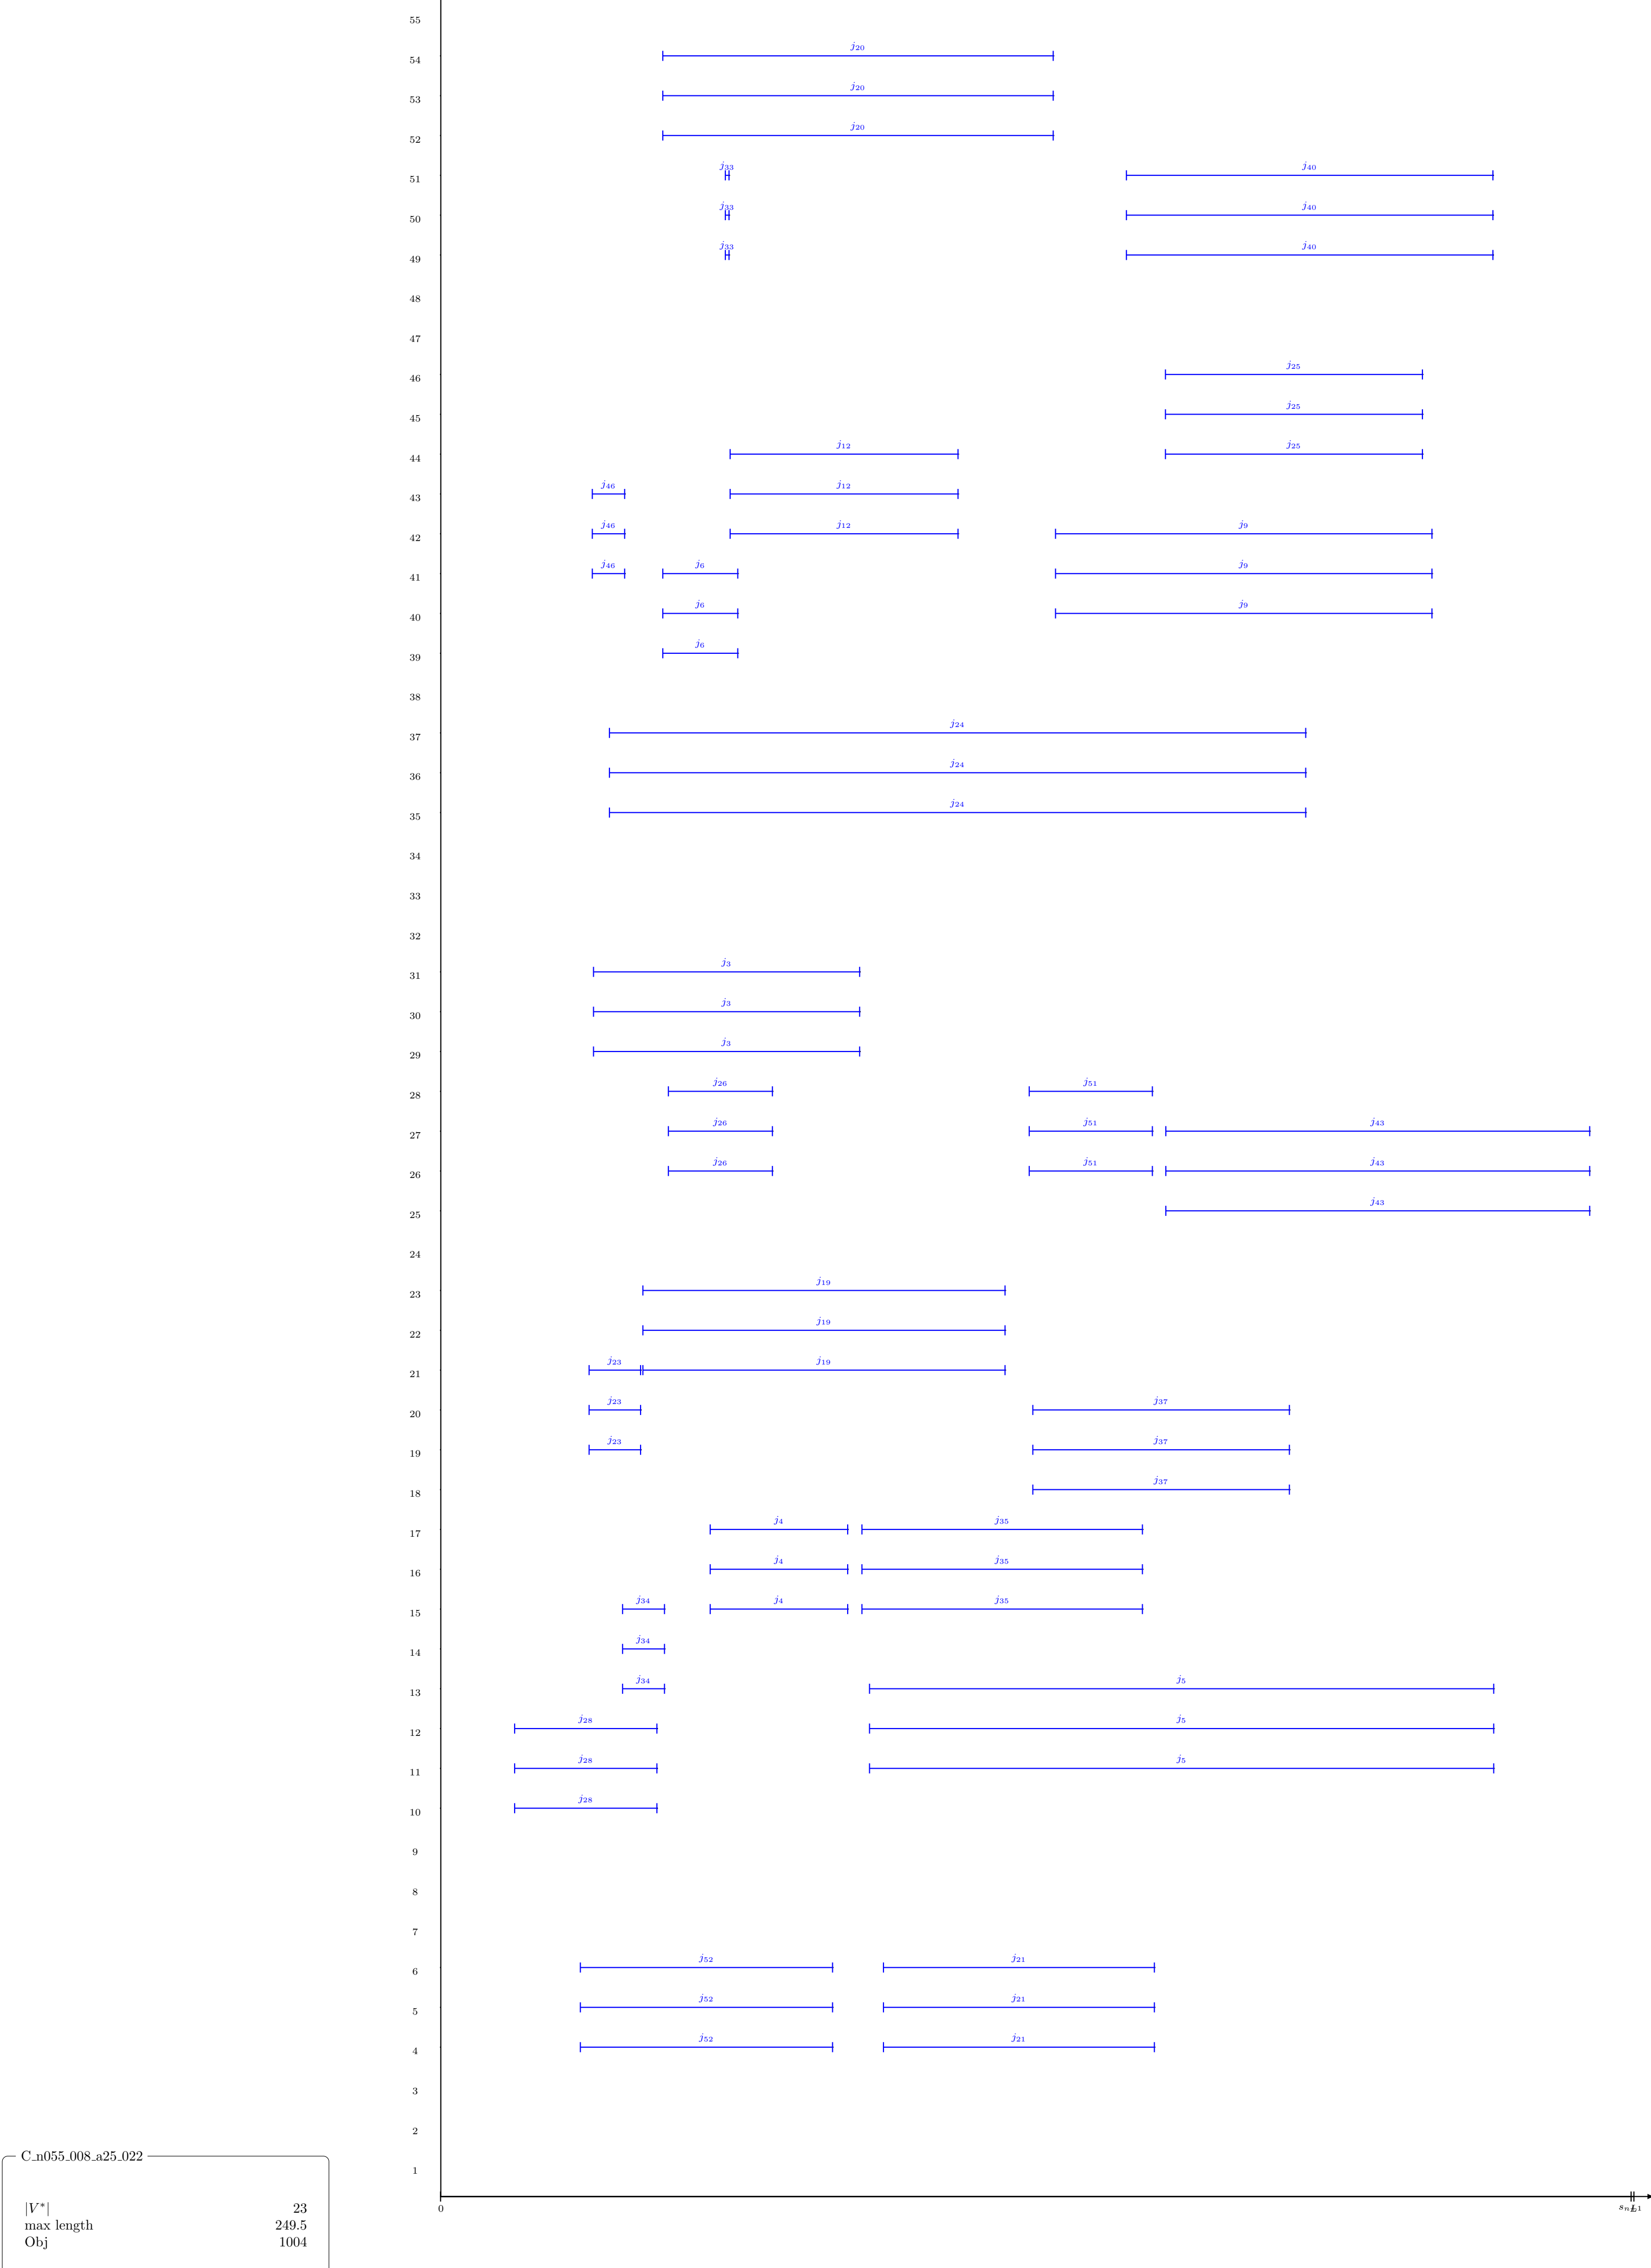 55
j20
54
j20
53
j20
52
j33 j40
51
j33 j40
50
j33 j40
49
48
47
j25
46
j25
45
j12 j25
44
j46 j12
43
j46 j12 j9
42
j46 j6 j9
41
j6 j9
40
j6
39
38
j24
37
j24
36
j24
35
34
33
32
j3
31
j3
30
j3
29
j26 j51
28
j26 j51 j43
27
j26 j51 j43
26
j43
25
24
j19
23
j19
22
j23 j19
21
j23 j37
20
j23 j37
19
j37
18
j4 j35
17
j4 j35
16
j34 j4 j35
15
j34
14
j34 j5
13
j28 j5
12
j28 j5
11
j28
10
9
8
7
j52 j21
6
j52 j21
5
j52 j21
4
3
2
1
0
C_n055_008_a25_022
|V*| 23
max length 249.5
Obj 1004